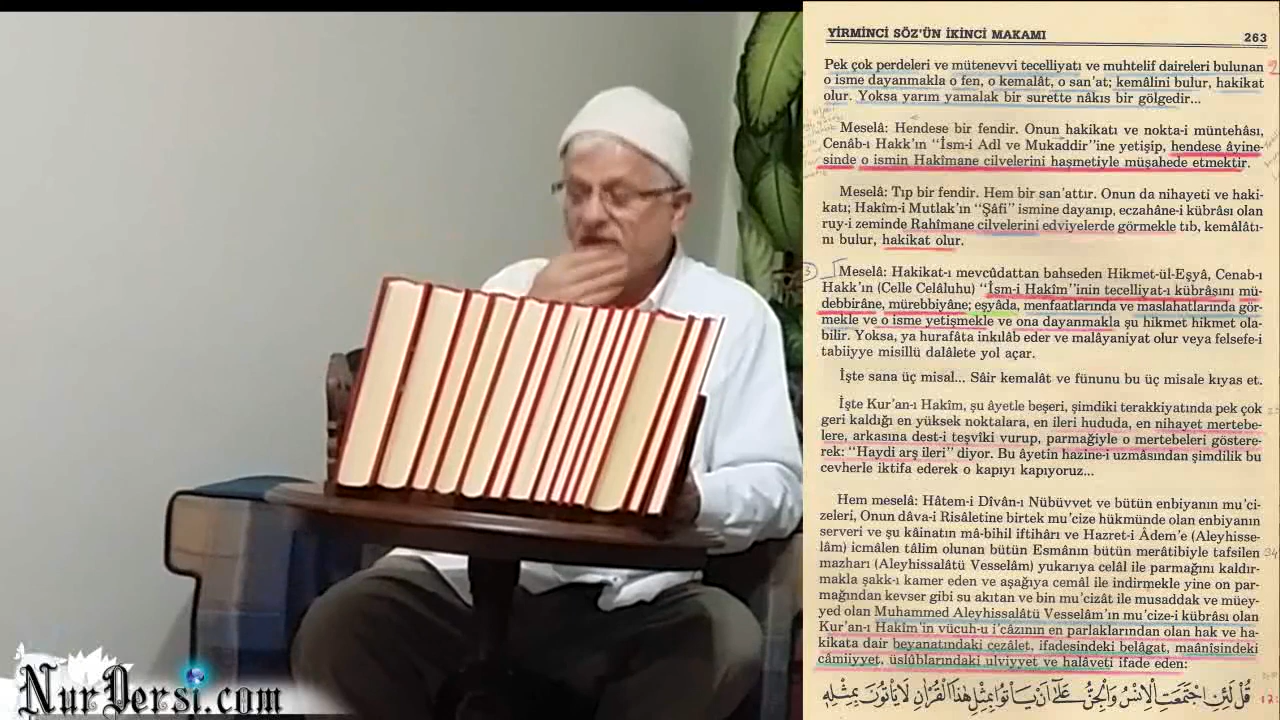 YİRMİNCİ SÖZ'ÜN İKİNCİ MAKAMI 263
Pek çok perdeleri ve mütenevvi tecelliyatı ve muhtelif daireleri bulunan
o isme dayanmakla o fen, o kemalât, o san'at; kemâlini bulur, hakikat
olur. Yoksa yarım yamalak bir surette nâkıs bir gölgedir...
Meselâ: Hendese bir fendir. Onun hakikatı ve nokta-i müntehâsı,
Cenâb-ı Hakk'ın "İsm-i Adl ve Mukaddir"ine yetişip, hendese âyine-
sinde o ismin Hakîmane cilvelerini haşmetiyle müşahede etmektir.
Meselâ: Tıp bir fendir. Hem bir san'attır. Onun da nihayeti ve haki-
katı; Hakîm-i Mutlak'ın "Şâfi" ismine dayanıp, eczahâne-i kübrâsı olan
ruy-i zeminde Rahîmane cilvelerini edviyelerde görmekle tıb, kemâlâtı-
nı bulur, hakikat olur.
3
Meselâ: Hakikat-ı mevcûdattan bahseden Hikmet-ül-Eşyâ, Cenab-ı
Hakk'ın (Celle Celâluhu) "İsm-i Hakîm"inin tecelliyat-ı kübrâsını mü-
debbirâne, mürebbiyâne; eşyâda, menfaatlarında ve maslahatlarında gör-
mekle ve o isme yetişmekle ve ona dayanmakla şu hikmet hikmet ola-
bilir. Yoksa, ya hurafâta inkılâb eder ve malâyaniyat olur veya felsefe-i
tabiiyye misillü dalâlete yol açar.
İşte sana üç misal... Sâir kemalât ve fünunu bu üç misale kıyas et.
İşte Kur'an-ı Hakîm, şu âyetle beşeri, şimdiki terakkiyatında pek çok
geri kaldığı en yüksek noktalara, en ileri hududa, en nihayet mertebe-
lere, arkasına dest-i teşvîki vurup, parmağiyle o mertebeleri göstere-
rek: "Haydi arş ileri" diyor. Bu âyetin hazine-i uzmâsından şimdilik bu
cevherle iktifa ederek o kapıyı kapıyoruz...
Hem meselâ: Hâtem-i Dîvân-ı Nübüvvet ve bütün enbiyanın mu'ci-
zeleri, Onun dâva-i Risâletine birtek mu'cize hükmünde olan enbiyanın
serveri ve şu kâinatın mâ-bihil iftihârı ve Hazret-i Âdem'e (Aleyhisse-
lâm) icmâlen tâlim olunan bütün Esmânın bütün merâtibiyle tafsilen
mazharı (Aleyhissalâtü Vesselâm) yukarıya celâl ile parmağını kaldır-
makla şakk-ı kamer eden ve aşağıya cemâl ile indirmekle yine on par-
mağından kevser gibi su akıtan ve bin mu'cizât ile musaddak ve müey-
yed olan Muhammed Aleyhissalâtü Vesselâm'ın mu'cize-i kübrâsı olan
Kur'an-ı Hakîm'in vücuh-u i'câzının en parlaklarından olan hak ve ha-
kikata dair beyanatındaki cezâlet, ifadesindeki belâgat, maânîsindeki
câmiiyyet, üslûblarındaki ulviyyet ve halâveti ifade eden:
قُلْ لَئِنِ اجْتَمَعَتِ الْاِنْسُ وَالْجِنُّ عَلٰٓى اَنْ يَأْتُوا بِمِثْلِ هٰذَا الْقُرْاٰنِ لَا يَأْتُونَ بِمِثْلِهِ
NurDersi.com